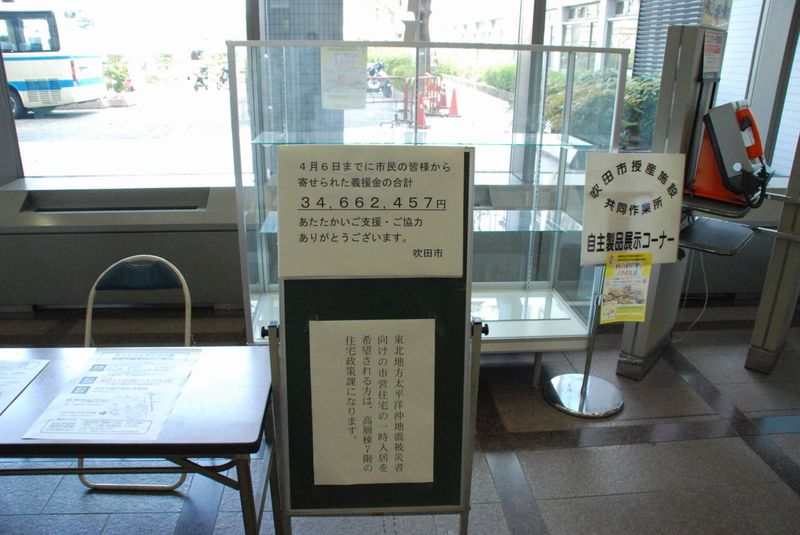 4月6日までに市民の皆様から
寄せられた義援金の合計
34,662,457円
あたたかいご支援・ご協力
ありがとうございます。
吹田市
東北地方太平洋沖地震被災者
向けの市営住宅の一時入居を
希望される方は、高層棟7階の
住宅政策課になります。
吹田市授産施設
共同作業所
自主製品展示コーナー
HAPPY
SMILE